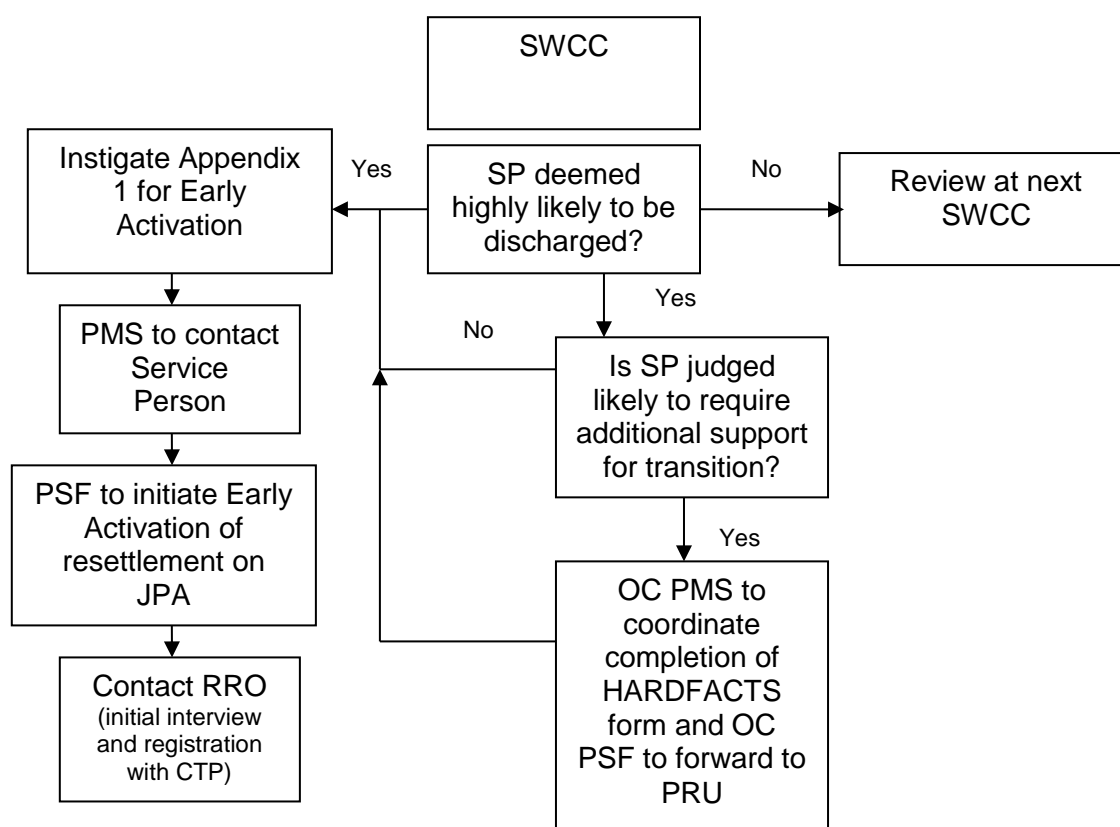 SWCC
Instigate Appendix
1 for Early
Activation
Yes
SP deemed
highly likely to be
discharged?
No
Review at next
SWCC
Yes
PMS to contact
Service
Person
No
Is SP judged
likely to require
additional support
for transition?
PSF to initiate Early
Activation of
resettlement on
JPA
Yes
OC PMS to
coordinate
completion of
HARDFACTS
form and OC
PSF to forward to
PRU
Contact RRO
(initial interview
and registration
with CTP)